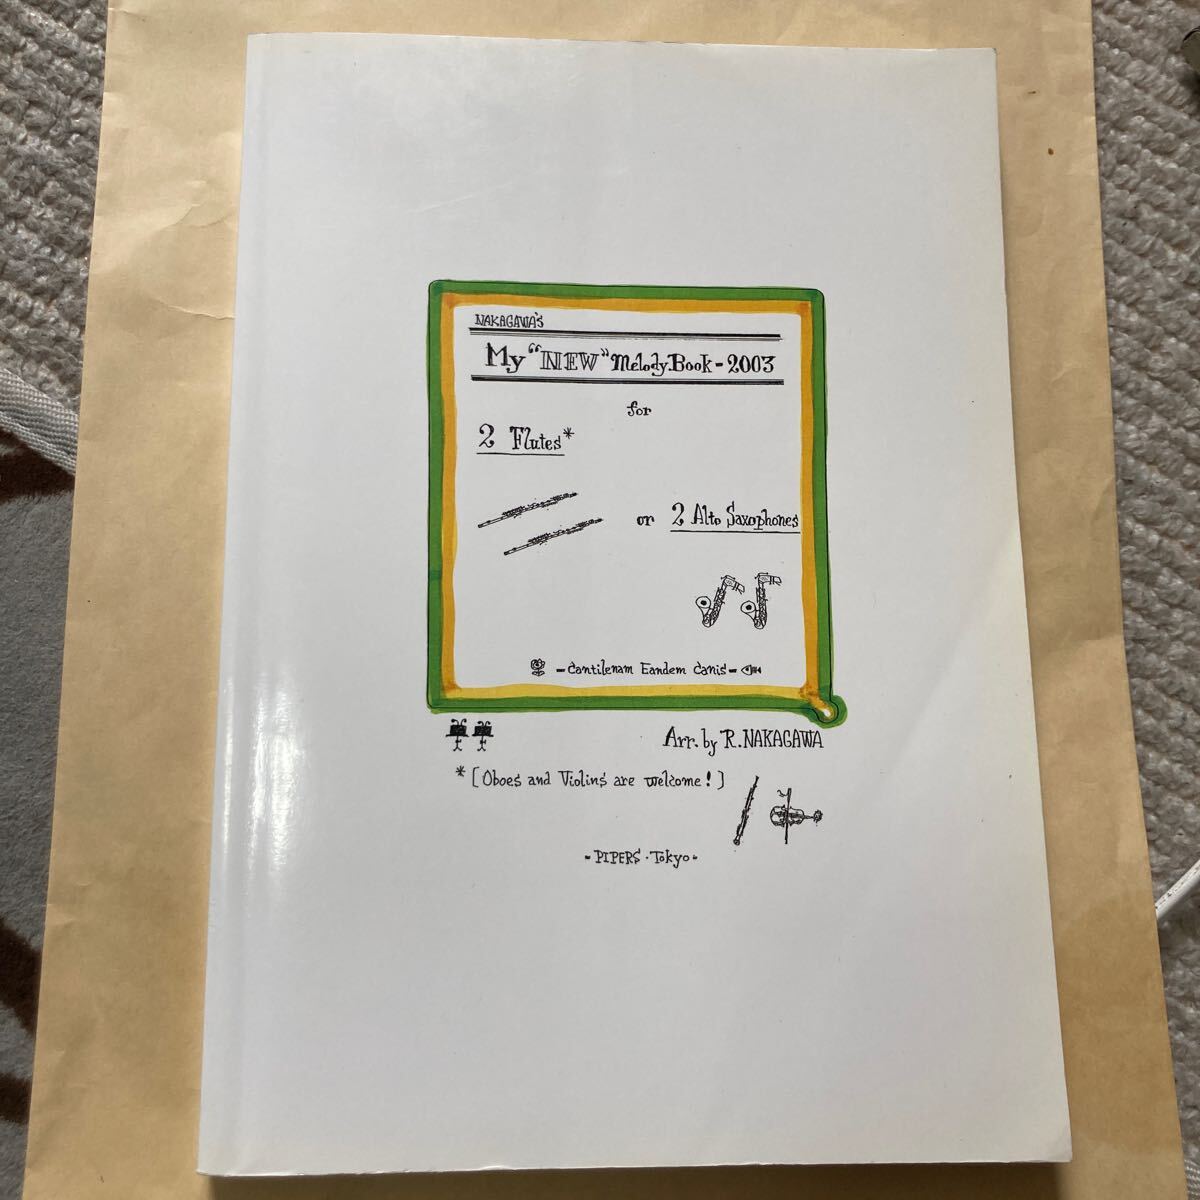 NAKAGAWA'S
My "NEW" Melody.Book - 2003
for
2 Flutes*
or 2 Alto Saxophones
- Cantilenam Eandem Canis -
Arr. by R. NAKAGAWA
* [Oboes and Violins are welcome!]
- PIPERS · Tokyo -